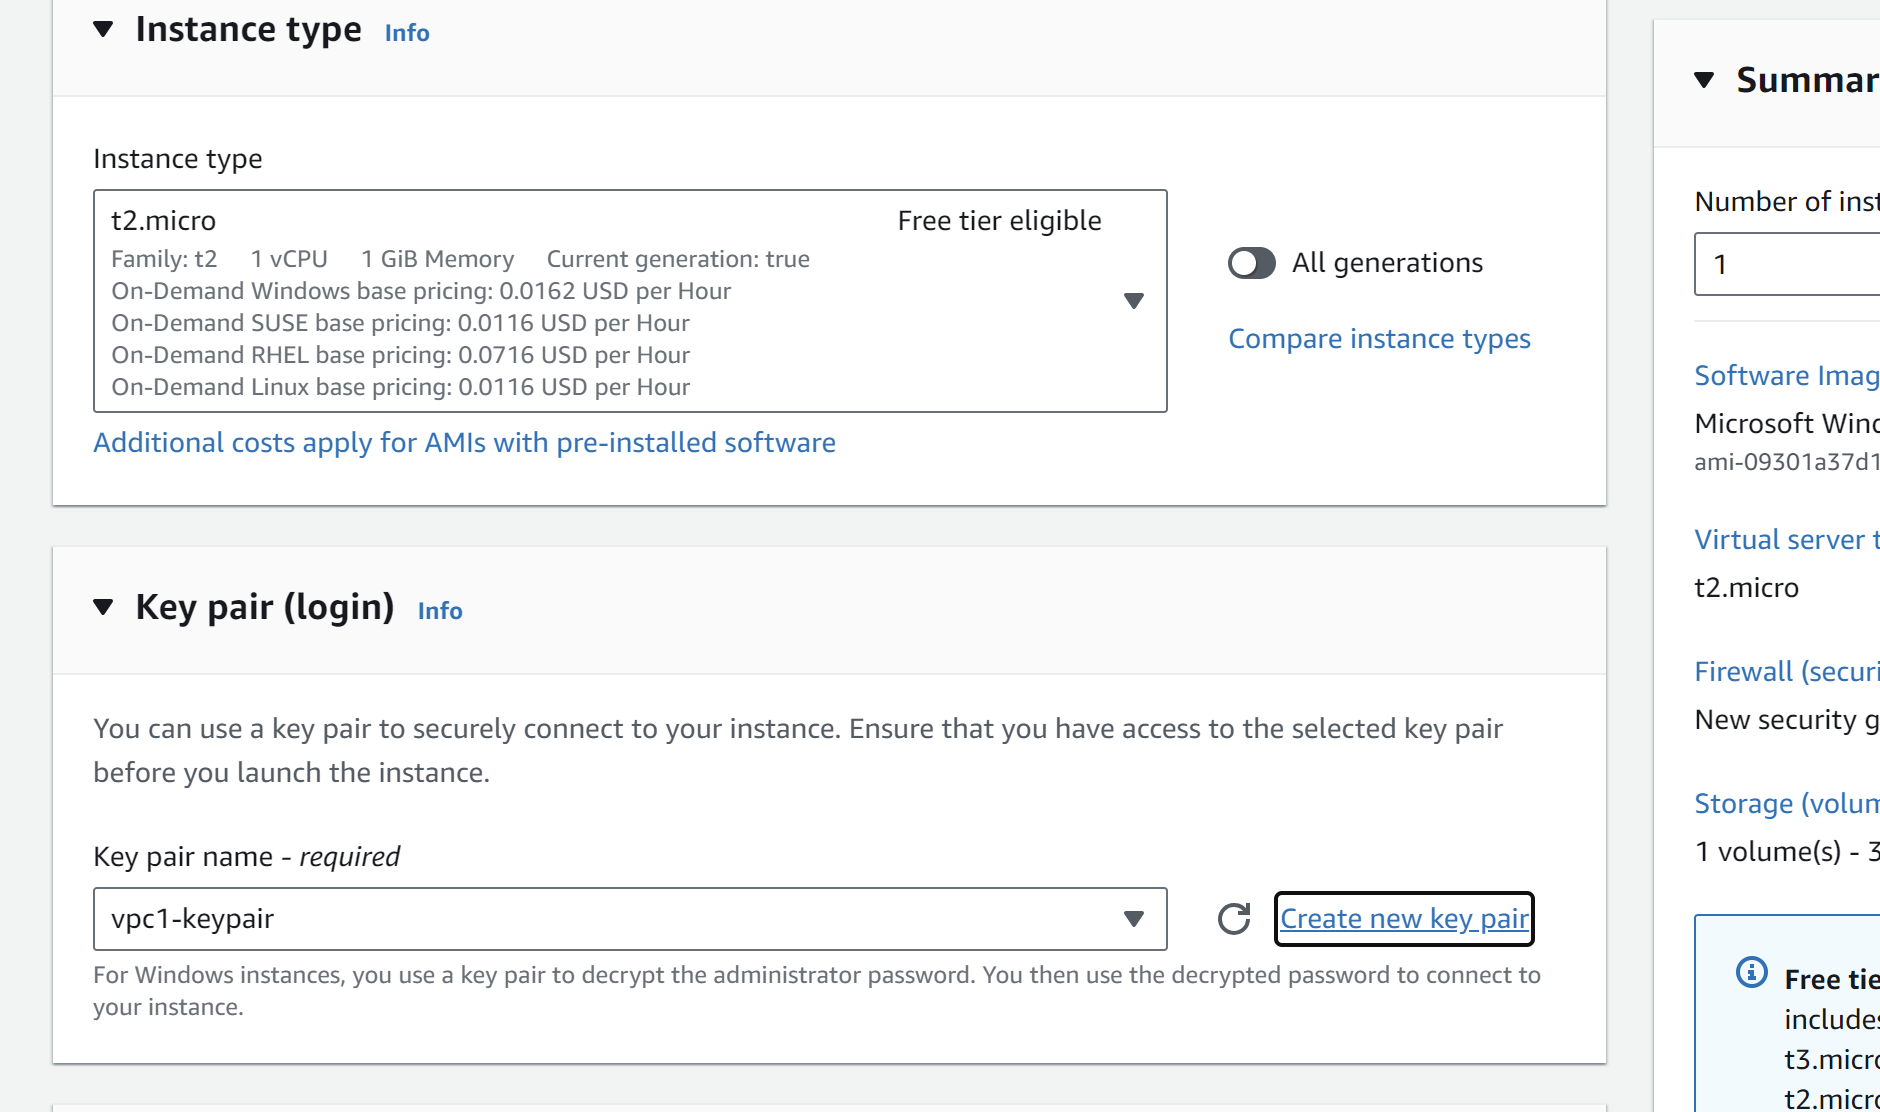 Instance type Info
Instance type
t2.micro Free tier eligible
Family: t2 1 vCPU 1 GiB Memory Current generation: true
On-Demand Windows base pricing: 0.0162 USD per Hour
On-Demand SUSE base pricing: 0.0116 USD per Hour
On-Demand RHEL base pricing: 0.0716 USD per Hour
On-Demand Linux base pricing: 0.0116 USD per Hour
All generations
Compare instance types
Additional costs apply for AMIs with pre-installed software
Key pair (login) Info
You can use a key pair to securely connect to your instance. Ensure that you have access to the selected key pair
before you launch the instance.
Key pair name - required
vpc1-keypair
Create new key pair
For Windows instances, you use a key pair to decrypt the administrator password. You then use the decrypted password to connect to
your instance.
Summar
Number of inst
1
Software Imag
Microsoft Wind
ami-09301a37d1
Virtual server t
t2.micro
Firewall (securi
New security g
Storage (volum
1 volume(s) - 3
Free tie
includes
t3.micro
t2.micro